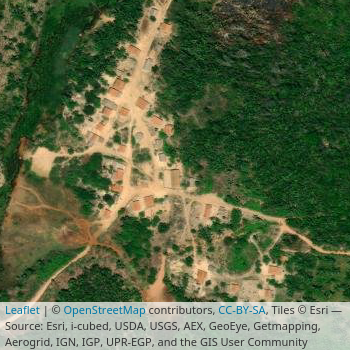 Leaflet | © OpenStreetMap contributors, CC-BY-SA, Tiles © Esri —
Source: Esri, i-cubed, USDA, USGS, AEX, GeoEye, Getmapping,
Aerogrid, IGN, IGP, UPR-EGP, and the GIS User Community